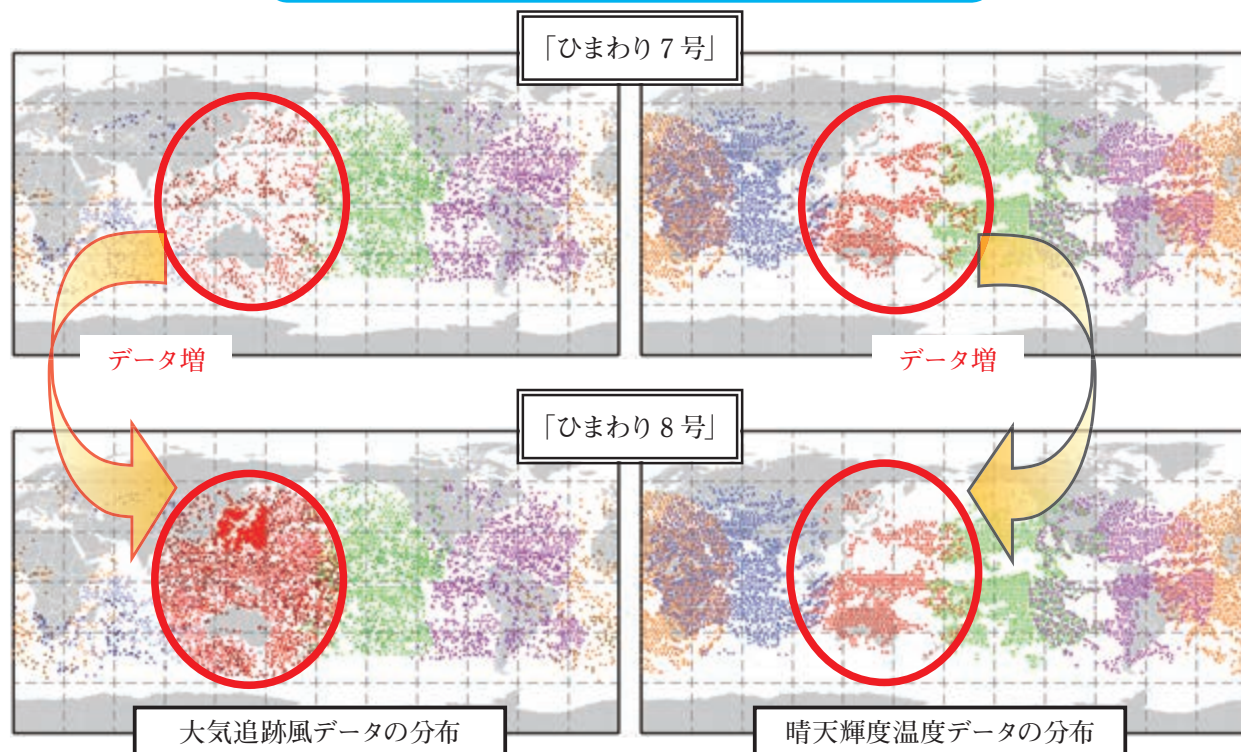 「ひまわり７号」
データ増
データ増
「ひまわり８号」
大気追跡風データの分布
晴天輝度温度データの分布